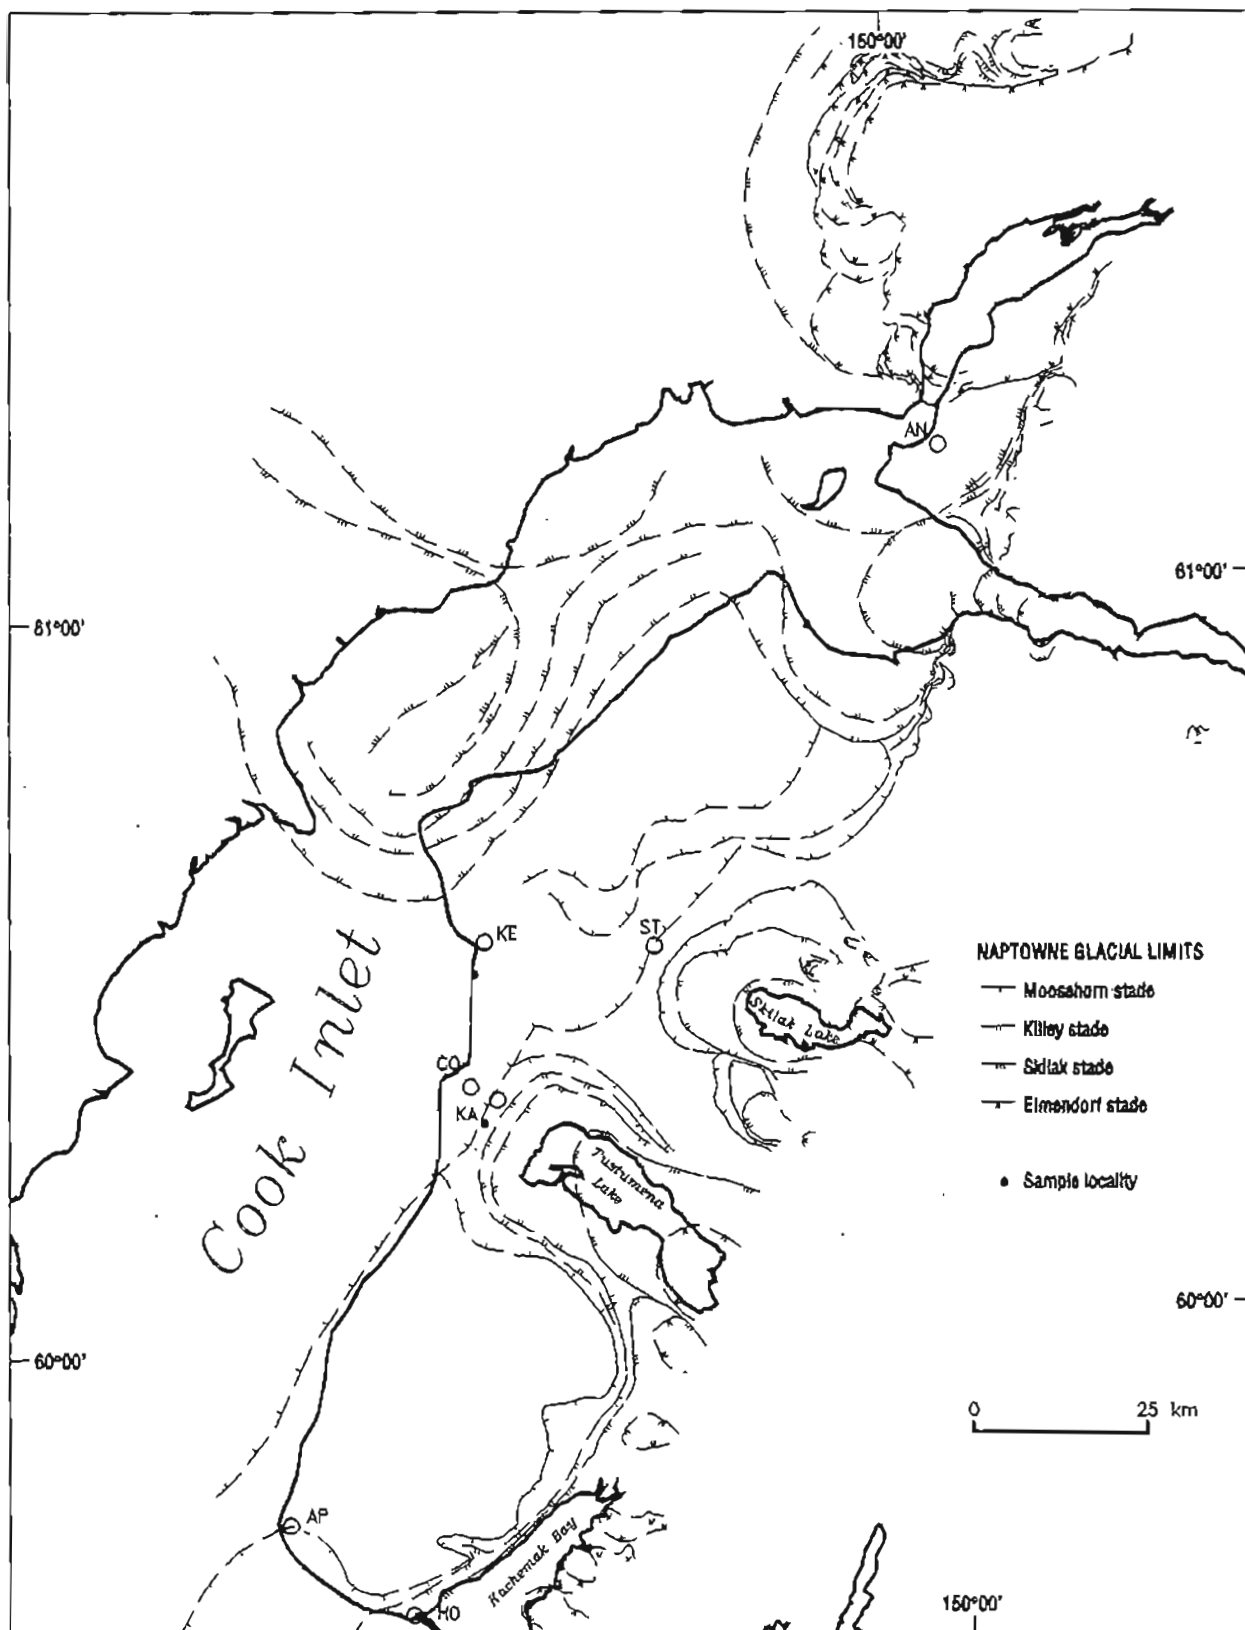 150°00'
AN
61°00'
61°00'
KE
ST
NAPTOWNE GLACIAL LIMITS
Moosehorn stade
Killey stade
Skilak stade
Elmendorf stade
Sample locality
Skilak Lake
Cook Inlet
CO
KA
Tustumena
Lake
60°00'
60°00'
0 25 km
AP
Kachemak Bay
HO
150°00'